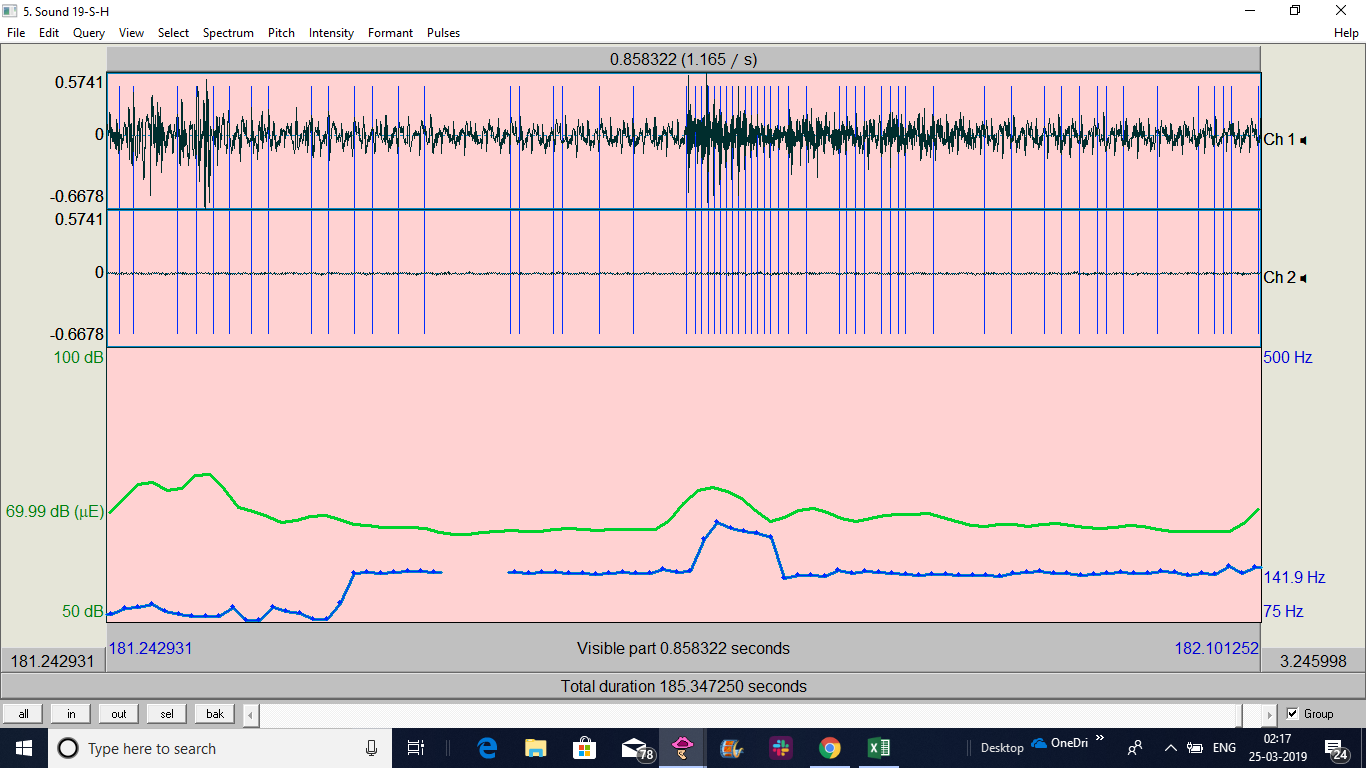 5. Sound 19-S-H
File Edit Query View Select Spectrum Pitch Intensity Formant Pulses Help
0.858322 (1.165 / s)
0.5741
0
Ch 1
-0.6678
0.5741
0
Ch 2
-0.6678
100 dB
500 Hz
69.99 dB (µE)
141.9 Hz
50 dB
75 Hz
181.242931
Visible part 0.858322 seconds
182.101252
181.242931
3.245998
Total duration 185.347250 seconds
all in out sel bak
Group
Type here to search
78
Desktop
OneDri
ENG
02:17
25-03-2019
24